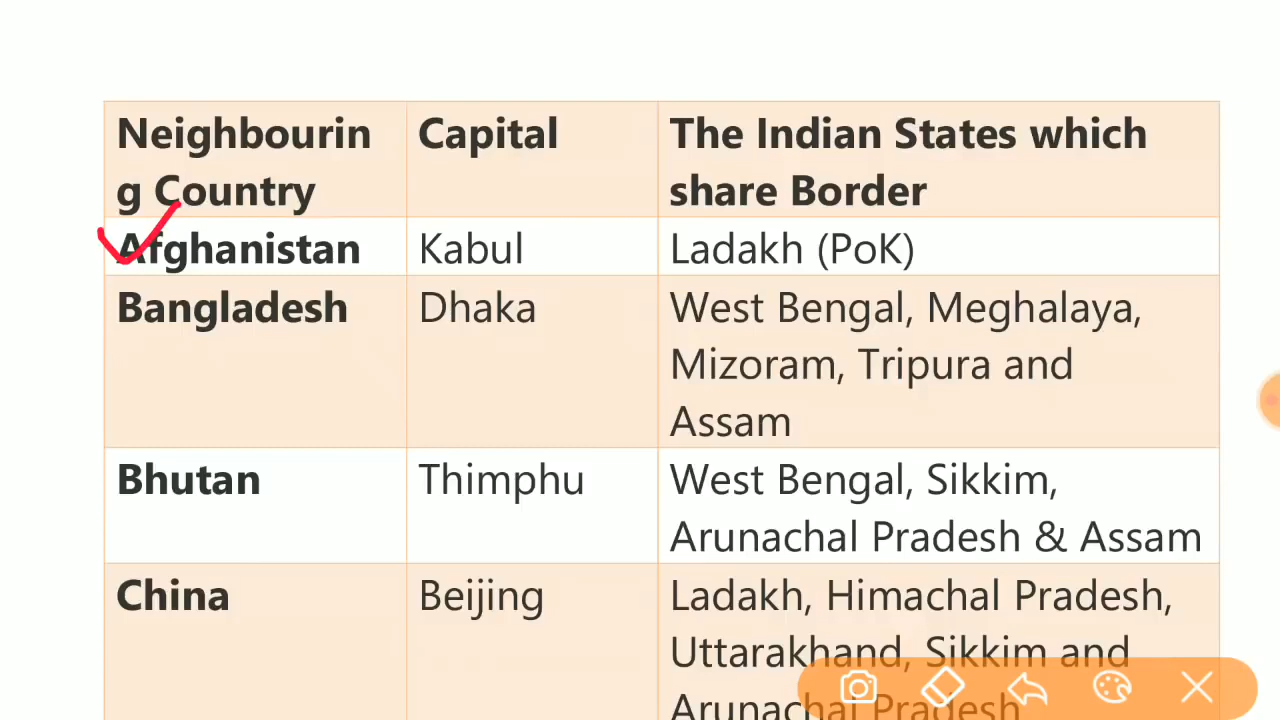 Neighbourin
g Country
Capital
The Indian States which
share Border
Afghanistan
Kabul
Ladakh (PoK)
Bangladesh
Dhaka
West Bengal, Meghalaya,
Mizoram, Tripura and
Assam
Bhutan
Thimphu
West Bengal, Sikkim,
Arunachal Pradesh & Assam
China
Beijing
Ladakh, Himachal Pradesh,
Uttarakhand, Sikkim and
Arunachal Pradesh